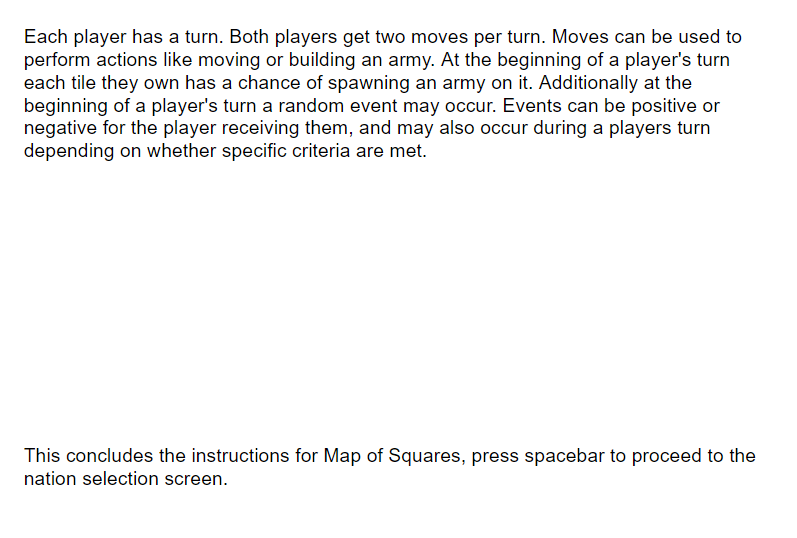 Each player has a turn. Both players get two moves per turn. Moves can be used to
perform actions like moving or building an army. At the beginning of a player's turn
each tile they own has a chance of spawning an army on it. Additionally at the
beginning of a player's turn a random event may occur. Events can be positive or
negative for the player receiving them, and may also occur during a players turn
depending on whether specific criteria are met.
This concludes the instructions for Map of Squares, press spacebar to proceed to the
nation selection screen.